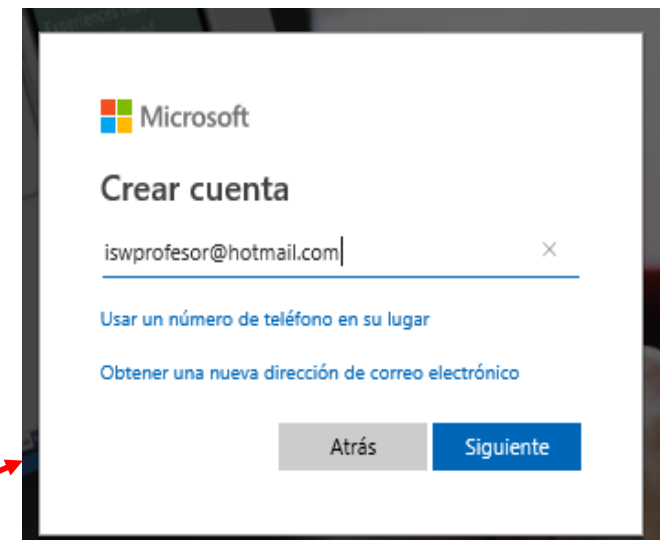 Microsoft
Crear cuenta
iswprofesor@hotmail.com
Usar un número de teléfono en su lugar
Obtener una nueva dirección de correo electrónico
Atrás
Siguiente